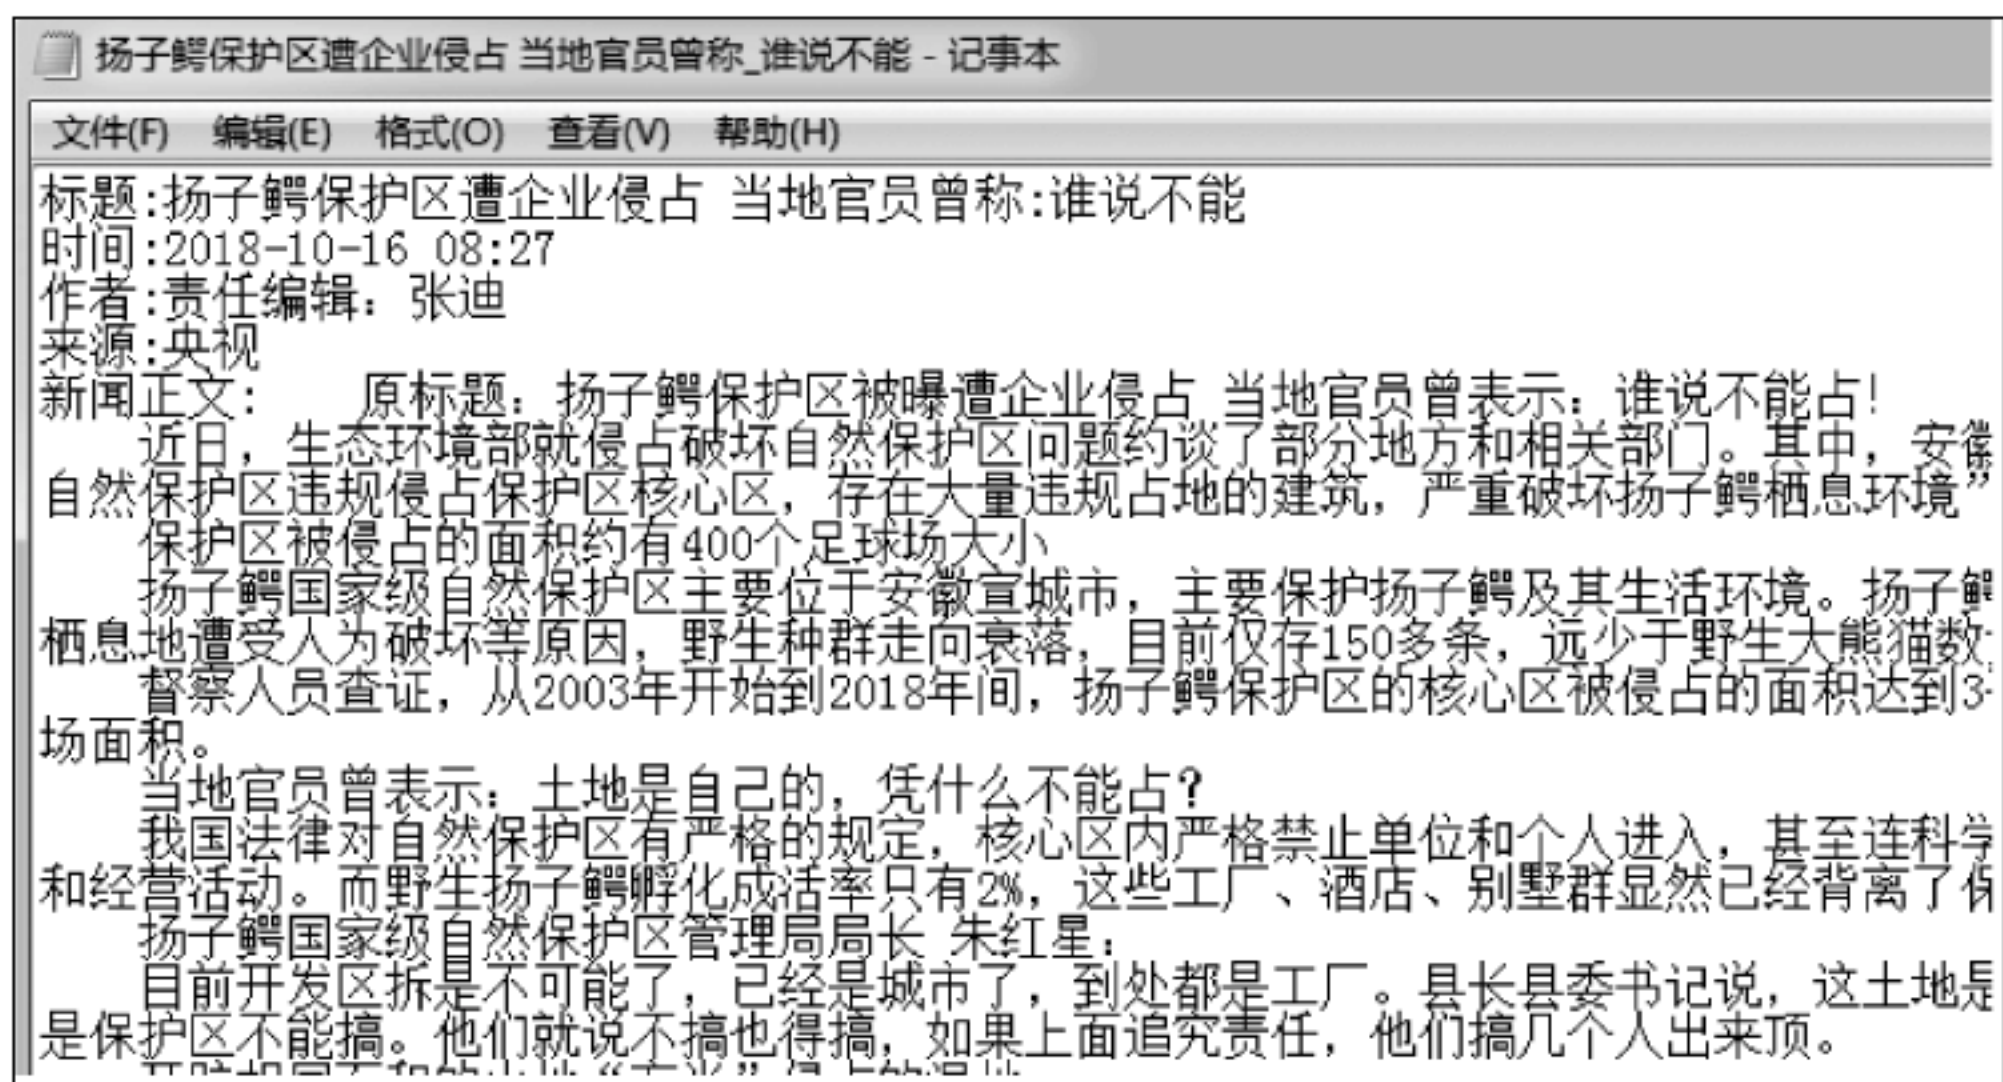 扬子鳄保护区遭企业侵占 当地官员曾称_谁说不能 - 记事本
文件(F) 编辑(E) 格式(O) 查看(V) 帮助(H)
标题:扬子鳄保护区遭企业侵占 当地官员曾称:谁说不能
时间:2018-10-16 08:27
作者:责任编辑：张迪
来源:央视
新闻正文:　　原标题：扬子鳄保护区被曝遭企业侵占 当地官员曾表示：谁说不能占！
近日，生态环境部就侵占破坏自然保护区问题约谈了部分地方和相关部门。其中，安徽
自然保护区违规侵占保护区核心区，存在大量违规占地的建筑，严重破坏扬子鳄栖息环境”
保护区被侵占的面积约有400个足球场大小
扬子鳄国家级自然保护区主要位于安徽宣城市，主要保护扬子鳄及其生活环境。扬子鳄
栖息地遭受人为破坏等原因，野生种群走向衰落，目前仅存150多条，远少于野生大熊猫数
督察人员查证，从2003年开始到2018年间，扬子鳄保护区的核心区被侵占的面积达到3
场面积。
当地官员曾表示：土地是自己的，凭什么不能占？
我国法律对自然保护区有严格的规定，核心区内严格禁止单位和个人进入，甚至连科学
和经营活动。而野生扬子鳄孵化成活率只有2%，这些工厂、酒店、别墅群显然已经背离了保
扬子鳄国家级自然保护区管理局局长 朱红星：
目前开发区拆是不可能了，已经是城市了，到处都是工厂。县长县委书记说，这土地是
是保护区不能搞。他们就说不搞也得搞，如果上面追究责任，他们搞几个人出来顶。